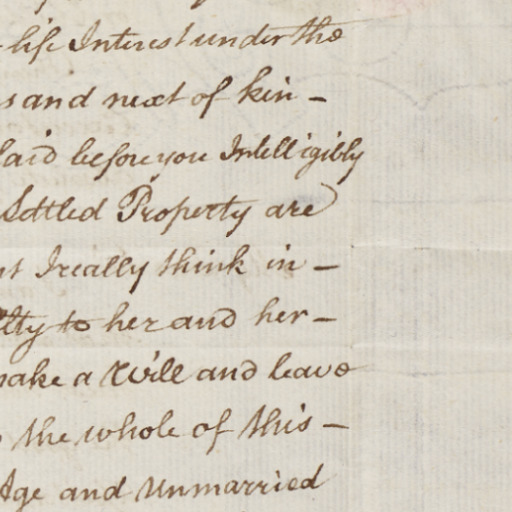 life Interest under the
s and next of kin -
laid before you Intelligibly
Settled Property are
I really think in -
lty to her and her -
make a Will and leave
the whole of this -
Age and Unmarried